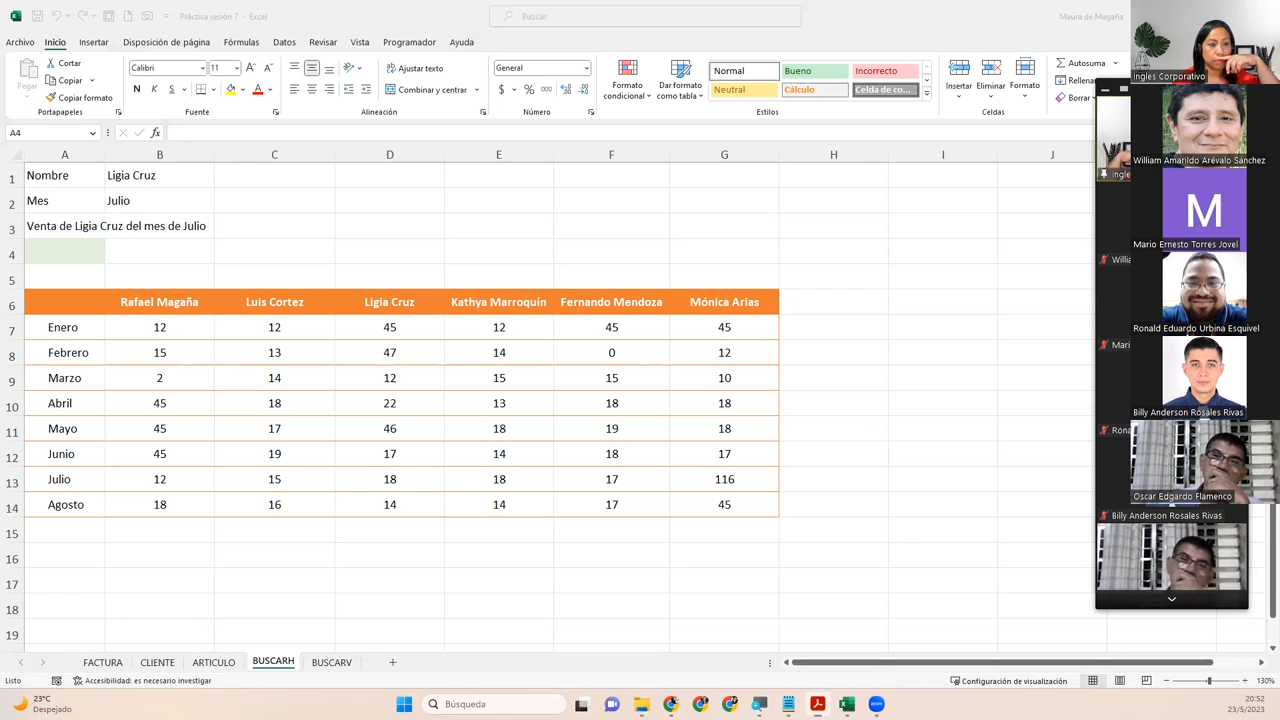 Práctica sesión 7 - Excel
Buscar
Maura de Magaña
Archivo Inicio Insertar Disposición de página Fórmulas Datos Revisar Vista Programador Ayuda
Pegar
Cortar
Copiar
Copiar formato
Portapapeles
Calibri 11
N K S
Fuente
Ajustar texto
Combinar y centrar
Alineación
General
$ % 000
Número
Formato condicional
Dar formato como tabla
Normal Bueno Incorrecto
Neutral Cálculo Celda de co...
Estilos
Insertar Eliminar Formato
Celdas
Autosuma
Rellenar
Borrar
A4
fx
A B C D E F G H I J
1 Nombre Ligia Cruz
2 Mes Julio
3 Venta de Ligia Cruz del mes de Julio
4
5
6 Rafael Magaña Luis Cortez Ligia Cruz Kathya Marroquín Fernando Mendoza Mónica Arias
7 Enero 12 12 45 12 45 45
8 Febrero 15 13 47 14 0 12
9 Marzo 2 14 12 15 15 10
10 Abril 45 18 22 13 18 18
11 Mayo 45 17 46 18 19 18
12 Junio 45 19 17 14 18 17
13 Julio 12 15 18 18 17 116
14 Agosto 18 16 14 14 17 45
15
16
17
18
19
FACTURA CLIENTE ARTICULO BUSCARH BUSCARV
Listo
Accesibilidad: es necesario investigar
Configuración de visualización
130%
23°C
Despejado
Búsqueda
20:52
23/5/2023
Ingles Corporativo
William Amarildo Arévalo Sánchez
M
Mario Ernesto Torres Jovel
Ronald Eduardo Urbina Esquivel
Billy Anderson Rosales Rivas
Oscar Edgardo Flamenco
Billy Anderson Rosales Rivas